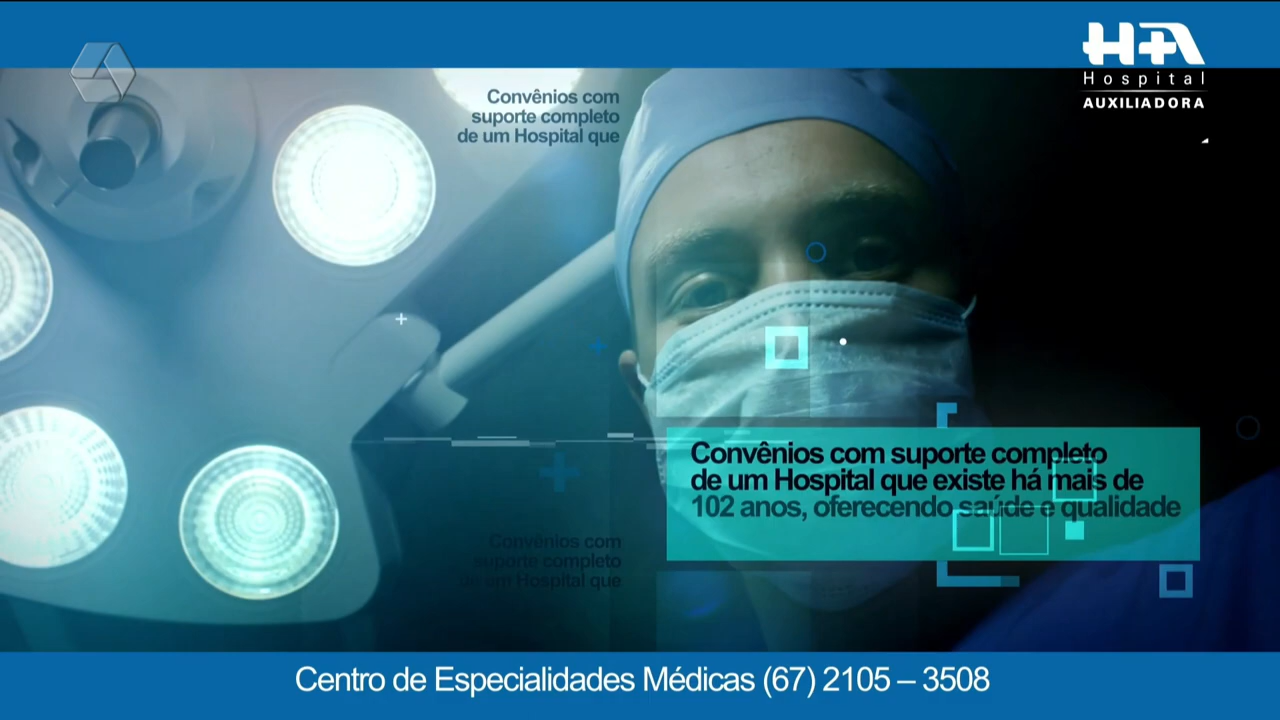 HA
Hospital
AUXILIADORA
Convênios com
suporte completo
de um Hospital que
Convênios com suporte completo
de um Hospital que existe há mais de
102 anos, oferecendo saúde e qualidade
Convênios com
suporte completo
de um Hospital que
Centro de Especialidades Médicas (67) 2105 – 3508